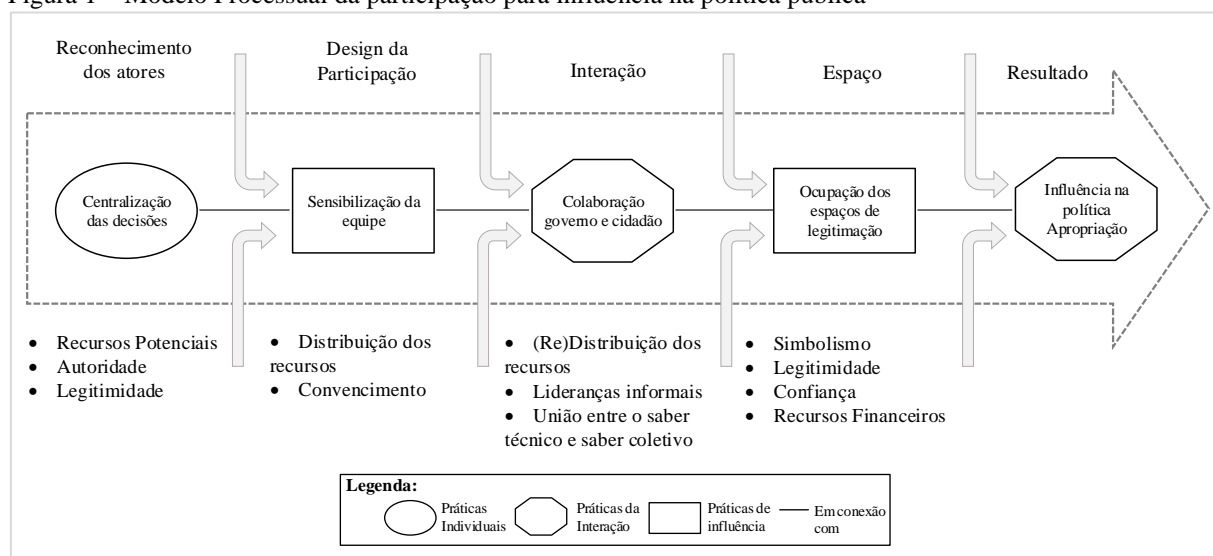 Figura 1 – Modelo Processual da participação para influência na política pública
Reconhecimento
dos atores
Design da
Participação
Interação
Espaço
Resultado
Centralização
das decisões
Sensibilização da
equipe
Colaboração
governo e cidadão
Ocupação dos
espaços de
legitimação
Influência na
política
Apropriação
• Recursos Potenciais
• Autoridade
• Legitimidade
• Distribuição dos
recursos
• Convencimento
• (Re)Distribuição dos
recursos
• Lideranças informais
• União entre o saber
técnico e saber coletivo
• Simbolismo
• Legitimidade
• Confiança
• Recursos Financeiros
Legenda:
Práticas
Individuais
Práticas da
Interação
Práticas de
influência
Em conexão
com